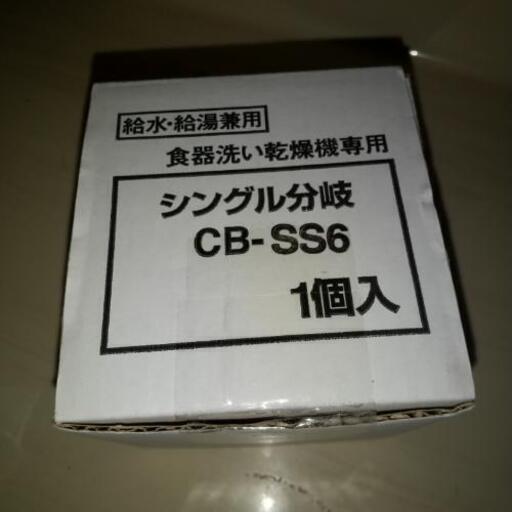 給水・給湯兼用
食器洗い乾燥機専用
シングル分岐
CB-SS6
1個入